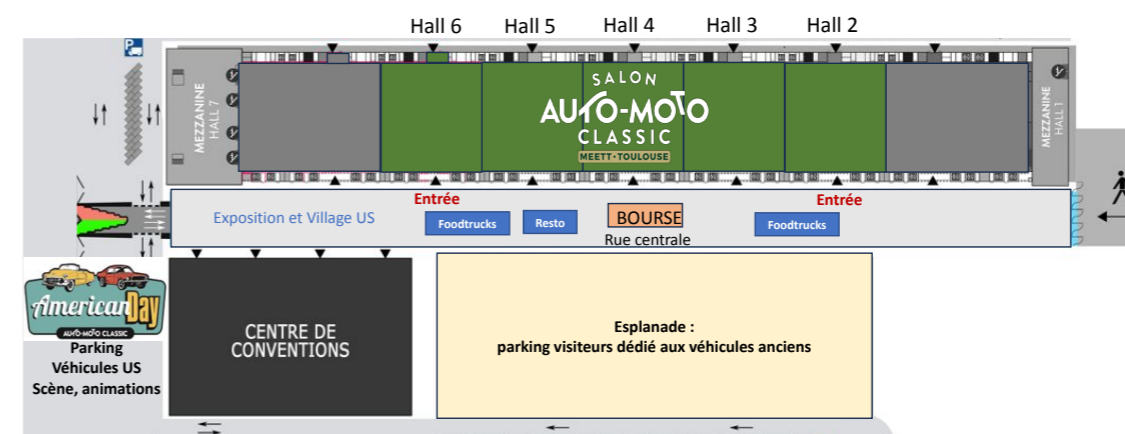 Hall 6
Hall 5
Hall 4
Hall 3
Hall 2
P
MEZZANINE
HALL 7
SALON
AUTO-MOTO
CLASSIC
MEETT•TOULOUSE
MEZZANINE
HALL 1
Entrée
Entrée
Exposition et Village US
Foodtrucks
Resto
BOURSE
Foodtrucks
Rue centrale
American Day
AUTO-MOTO CLASSIC
Parking
Véhicules US
Scène, animations
CENTRE DE
CONVENTIONS
Esplanade :
parking visiteurs dédié aux véhicules anciens